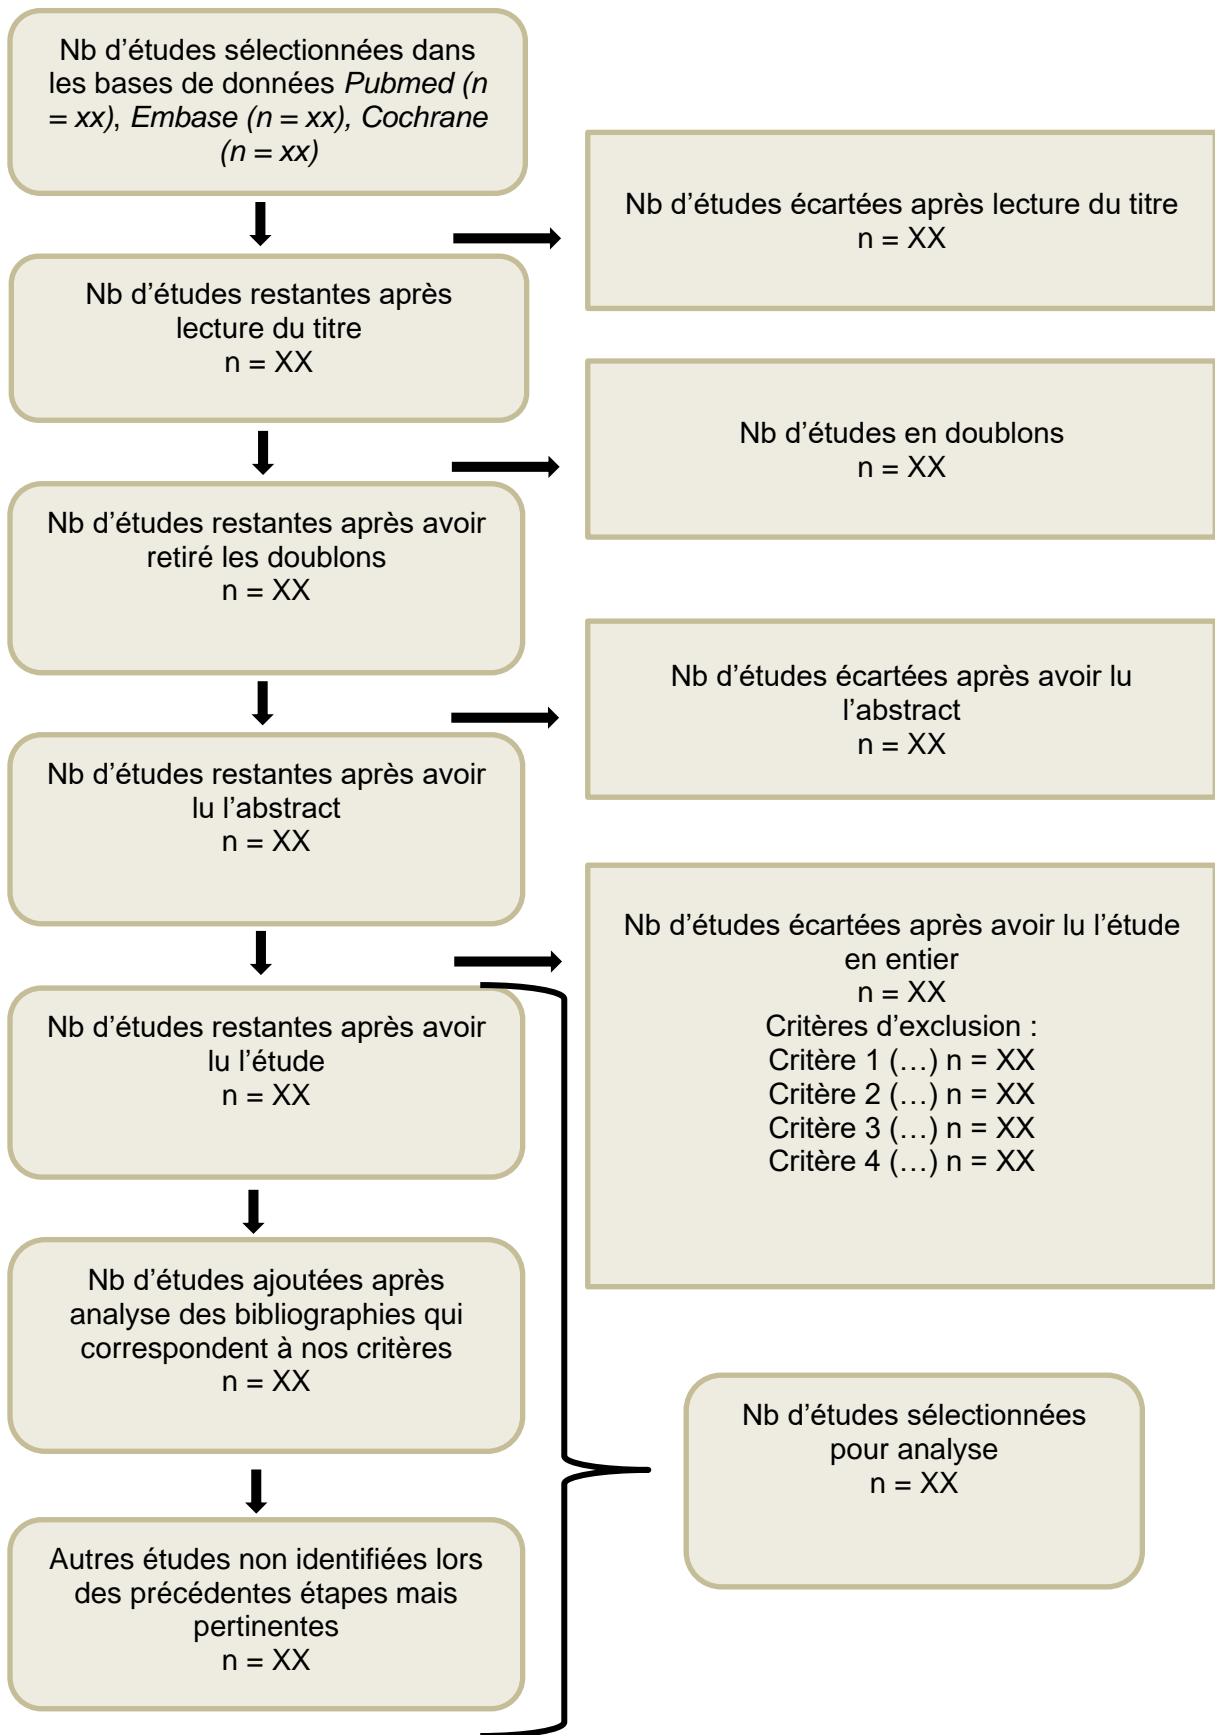 Nb d’études sélectionnées dans
les bases de données Pubmed (n
= xx), Embase (n = xx), Cochrane
(n = xx)
Nb d’études écartées après lecture du titre
n = XX
Nb d’études restantes après
lecture du titre
n = XX
Nb d’études en doublons
n = XX
Nb d’études restantes après avoir
retiré les doublons
n = XX
Nb d’études écartées après avoir lu
l’abstract
n = XX
Nb d’études restantes après avoir
lu l’abstract
n = XX
Nb d’études écartées après avoir lu l’étude
en entier
n = XX
Critères d’exclusion :
Critère 1 (…) n = XX
Critère 2 (…) n = XX
Critère 3 (…) n = XX
Critère 4 (…) n = XX
Nb d’études restantes après avoir
lu l’étude
n = XX
Nb d’études ajoutées après
analyse des bibliographies qui
correspondent à nos critères
n = XX
Nb d’études sélectionnées
pour analyse
n = XX
Autres études non identifiées lors
des précédentes étapes mais
pertinentes
n = XX